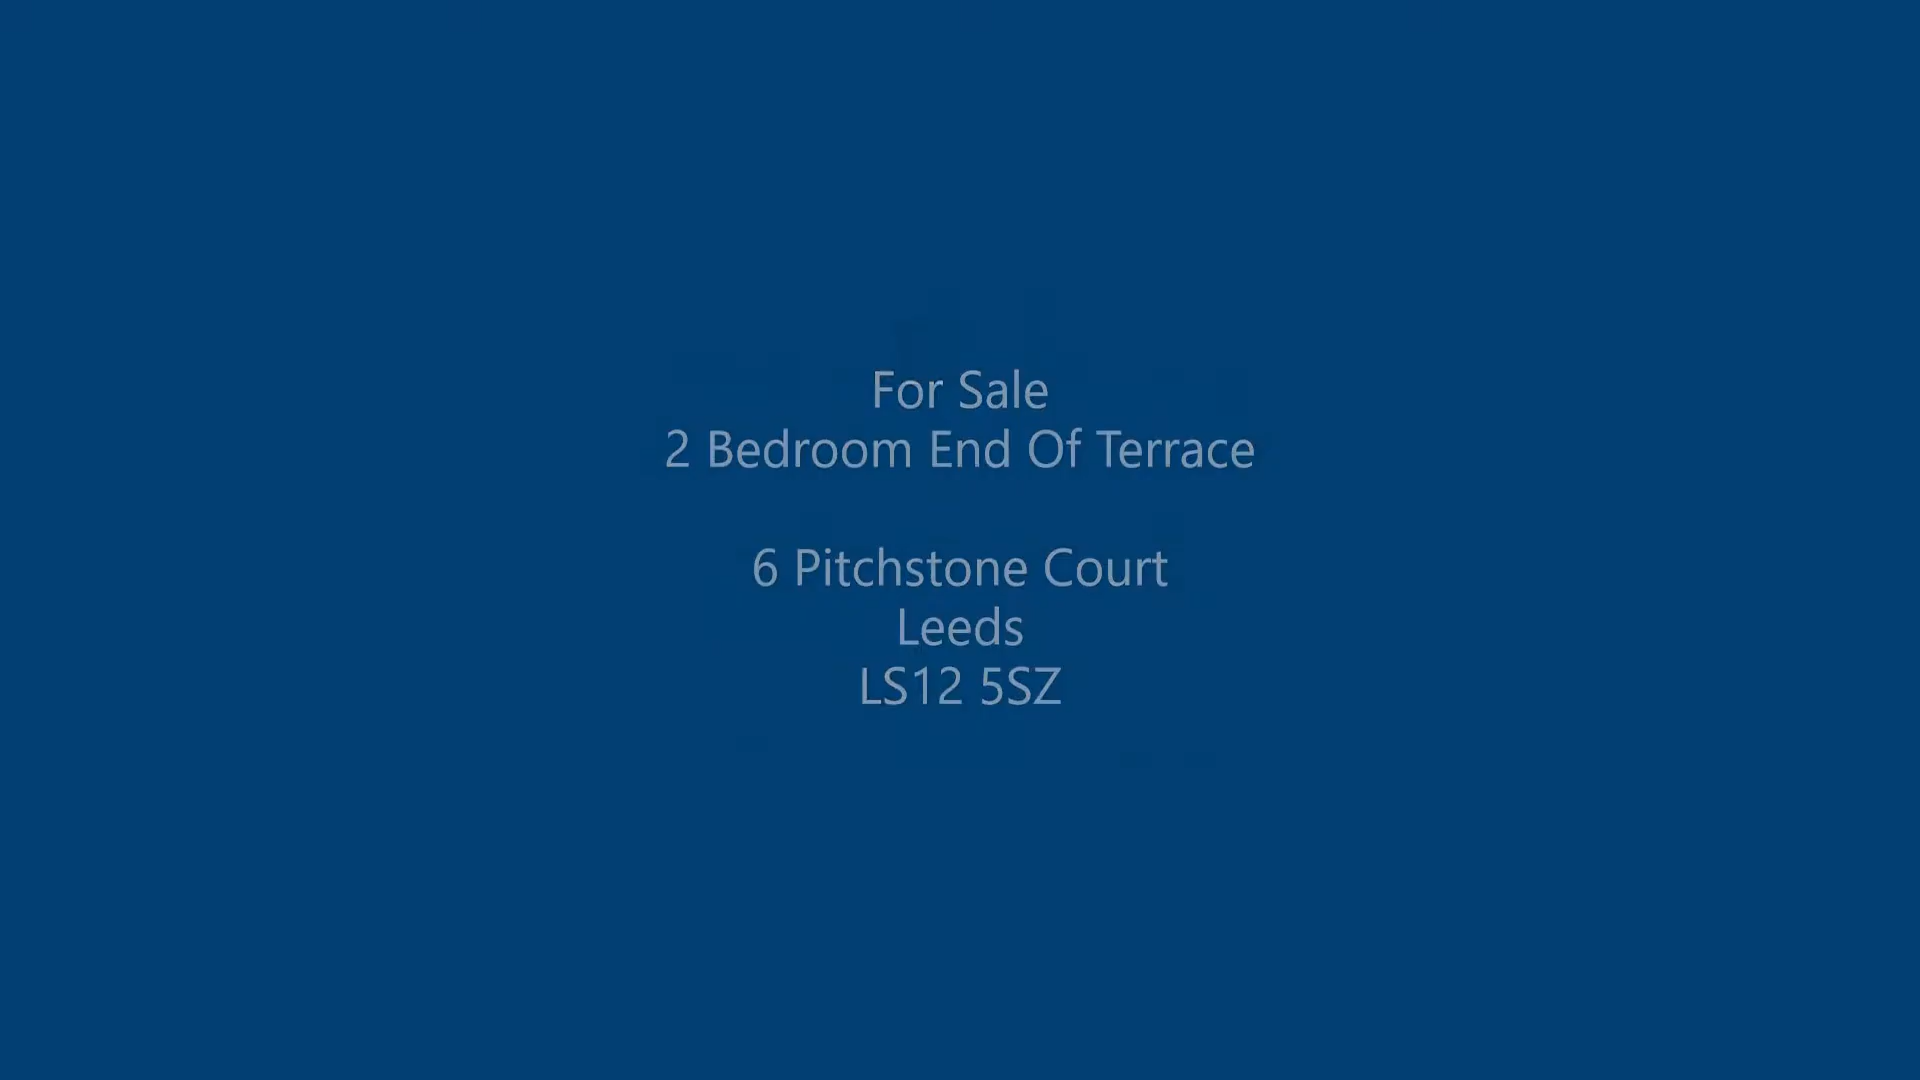 For Sale
2 Bedroom End Of Terrace
6 Pitchstone Court
Leeds
LS12 5SZ